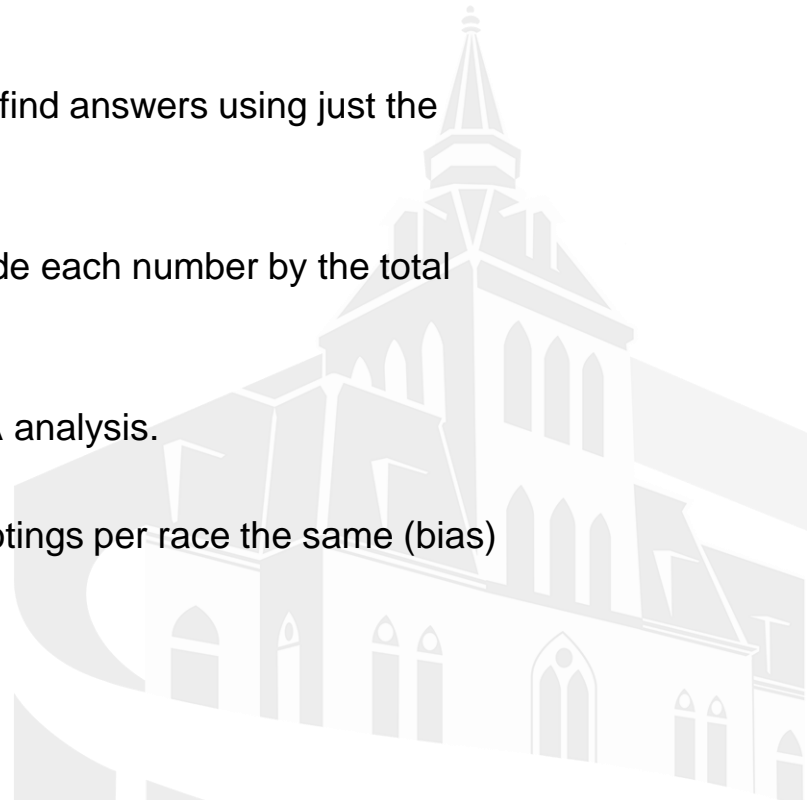 find answers using just the
de each number by the total
analysis.
otings per race the same (bias)